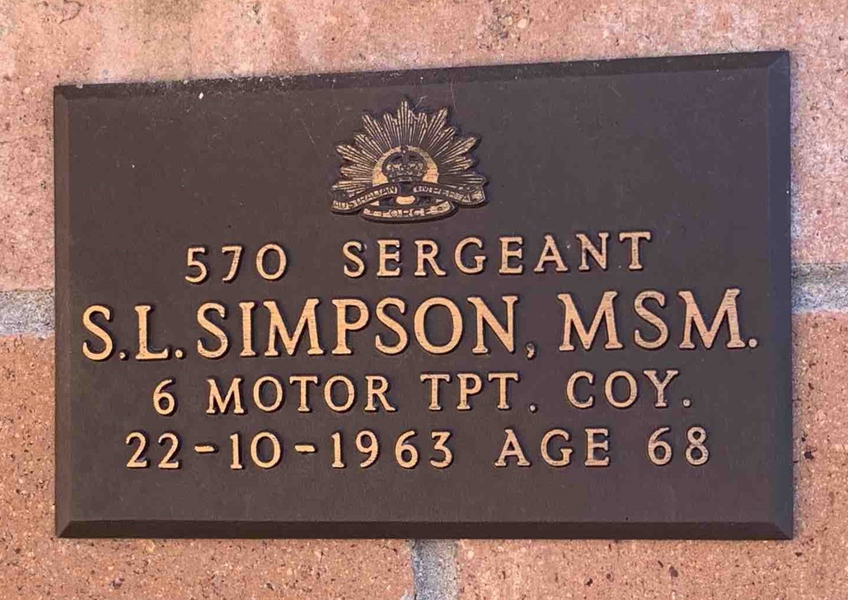 AUSTRALIAN IMPERIAL
FORCES
570 SERGEANT
S.L. SIMPSON, MSM.
6 MOTOR TPT. COY.
22-10-1963 AGE 68